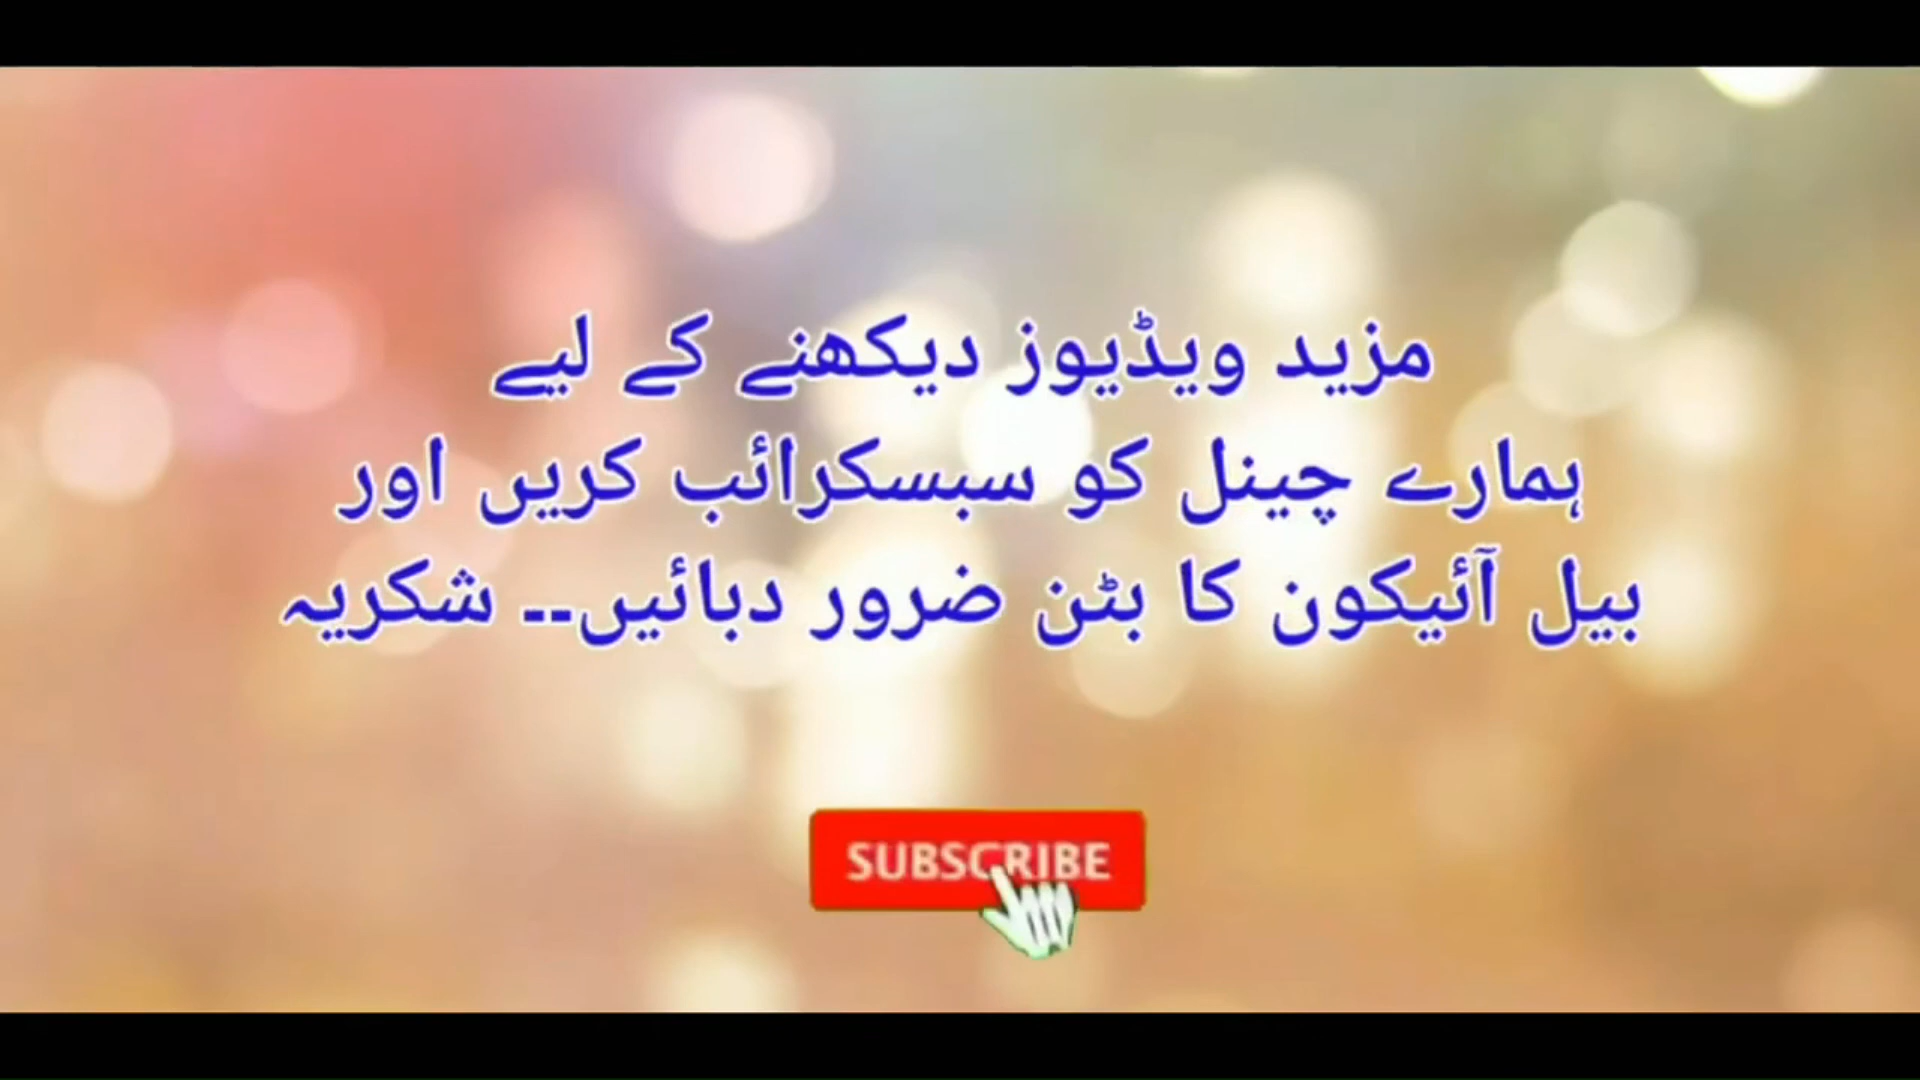 مزید ویڈیوز دیکھنے کے لیے
ہمارے چینل کو سبسکرائب کریں اور
بیل آئیکون کا بٹن ضرور دبائیں۔۔ شکریہ
SUBSCRIBE